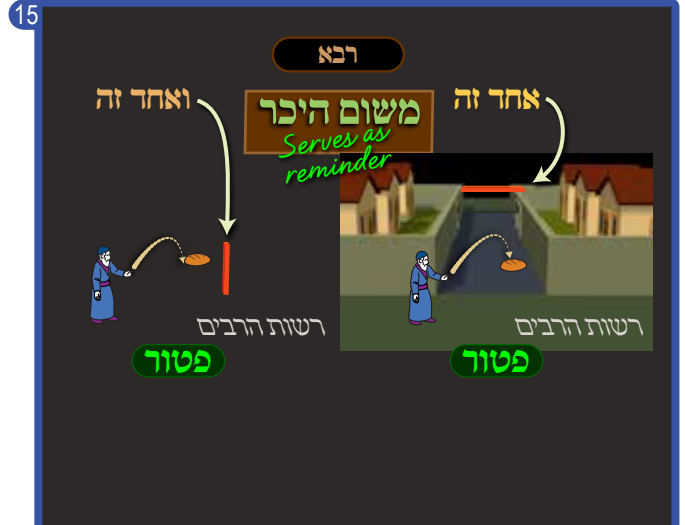 15
רבא
אחד זה
משום היכר
Serves as
reminder
ואחד זה
רשות הרבים
פטור
רשות הרבים
פטור